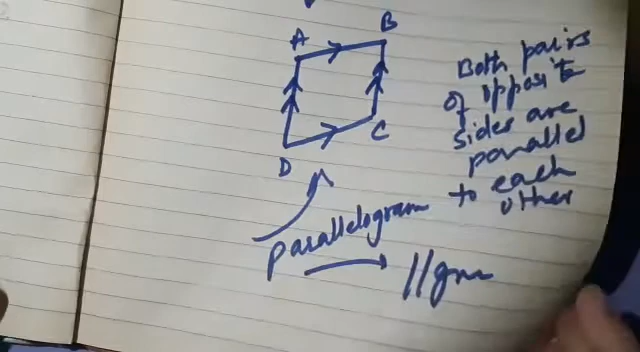 A
B
C
D
Both pairs
of opposite
sides are
parallel
to each
other
parallelogram
//gm